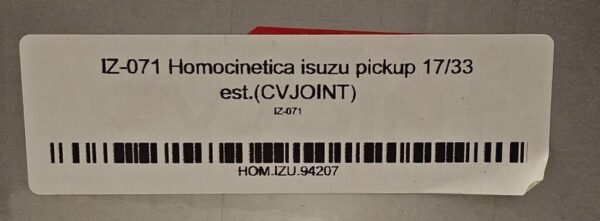 IZ-071 Homocinetica isuzu pickup 17/33
est.(CVJOINT)
IZ-071
HOM.IZU.94207